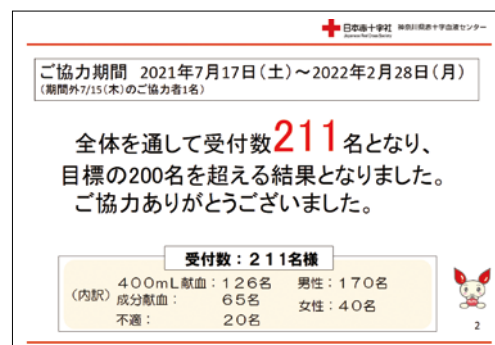 日本赤十字社 神奈川県赤十字血液センター
Japanese Red Cross Society
ご協力期間 2021年7月17日(土)～2022年2月28日(月)
(期間外7/15(木)のご協力者1名)
全体を通して受付数211名となり、
目標の200名を超える結果となりました。
ご協力ありがとうございました。
受付数：211名様
(内訳)
400mL献血：126名 男性：170名
成分献血： 65名 女性：40名
不適： 20名
2